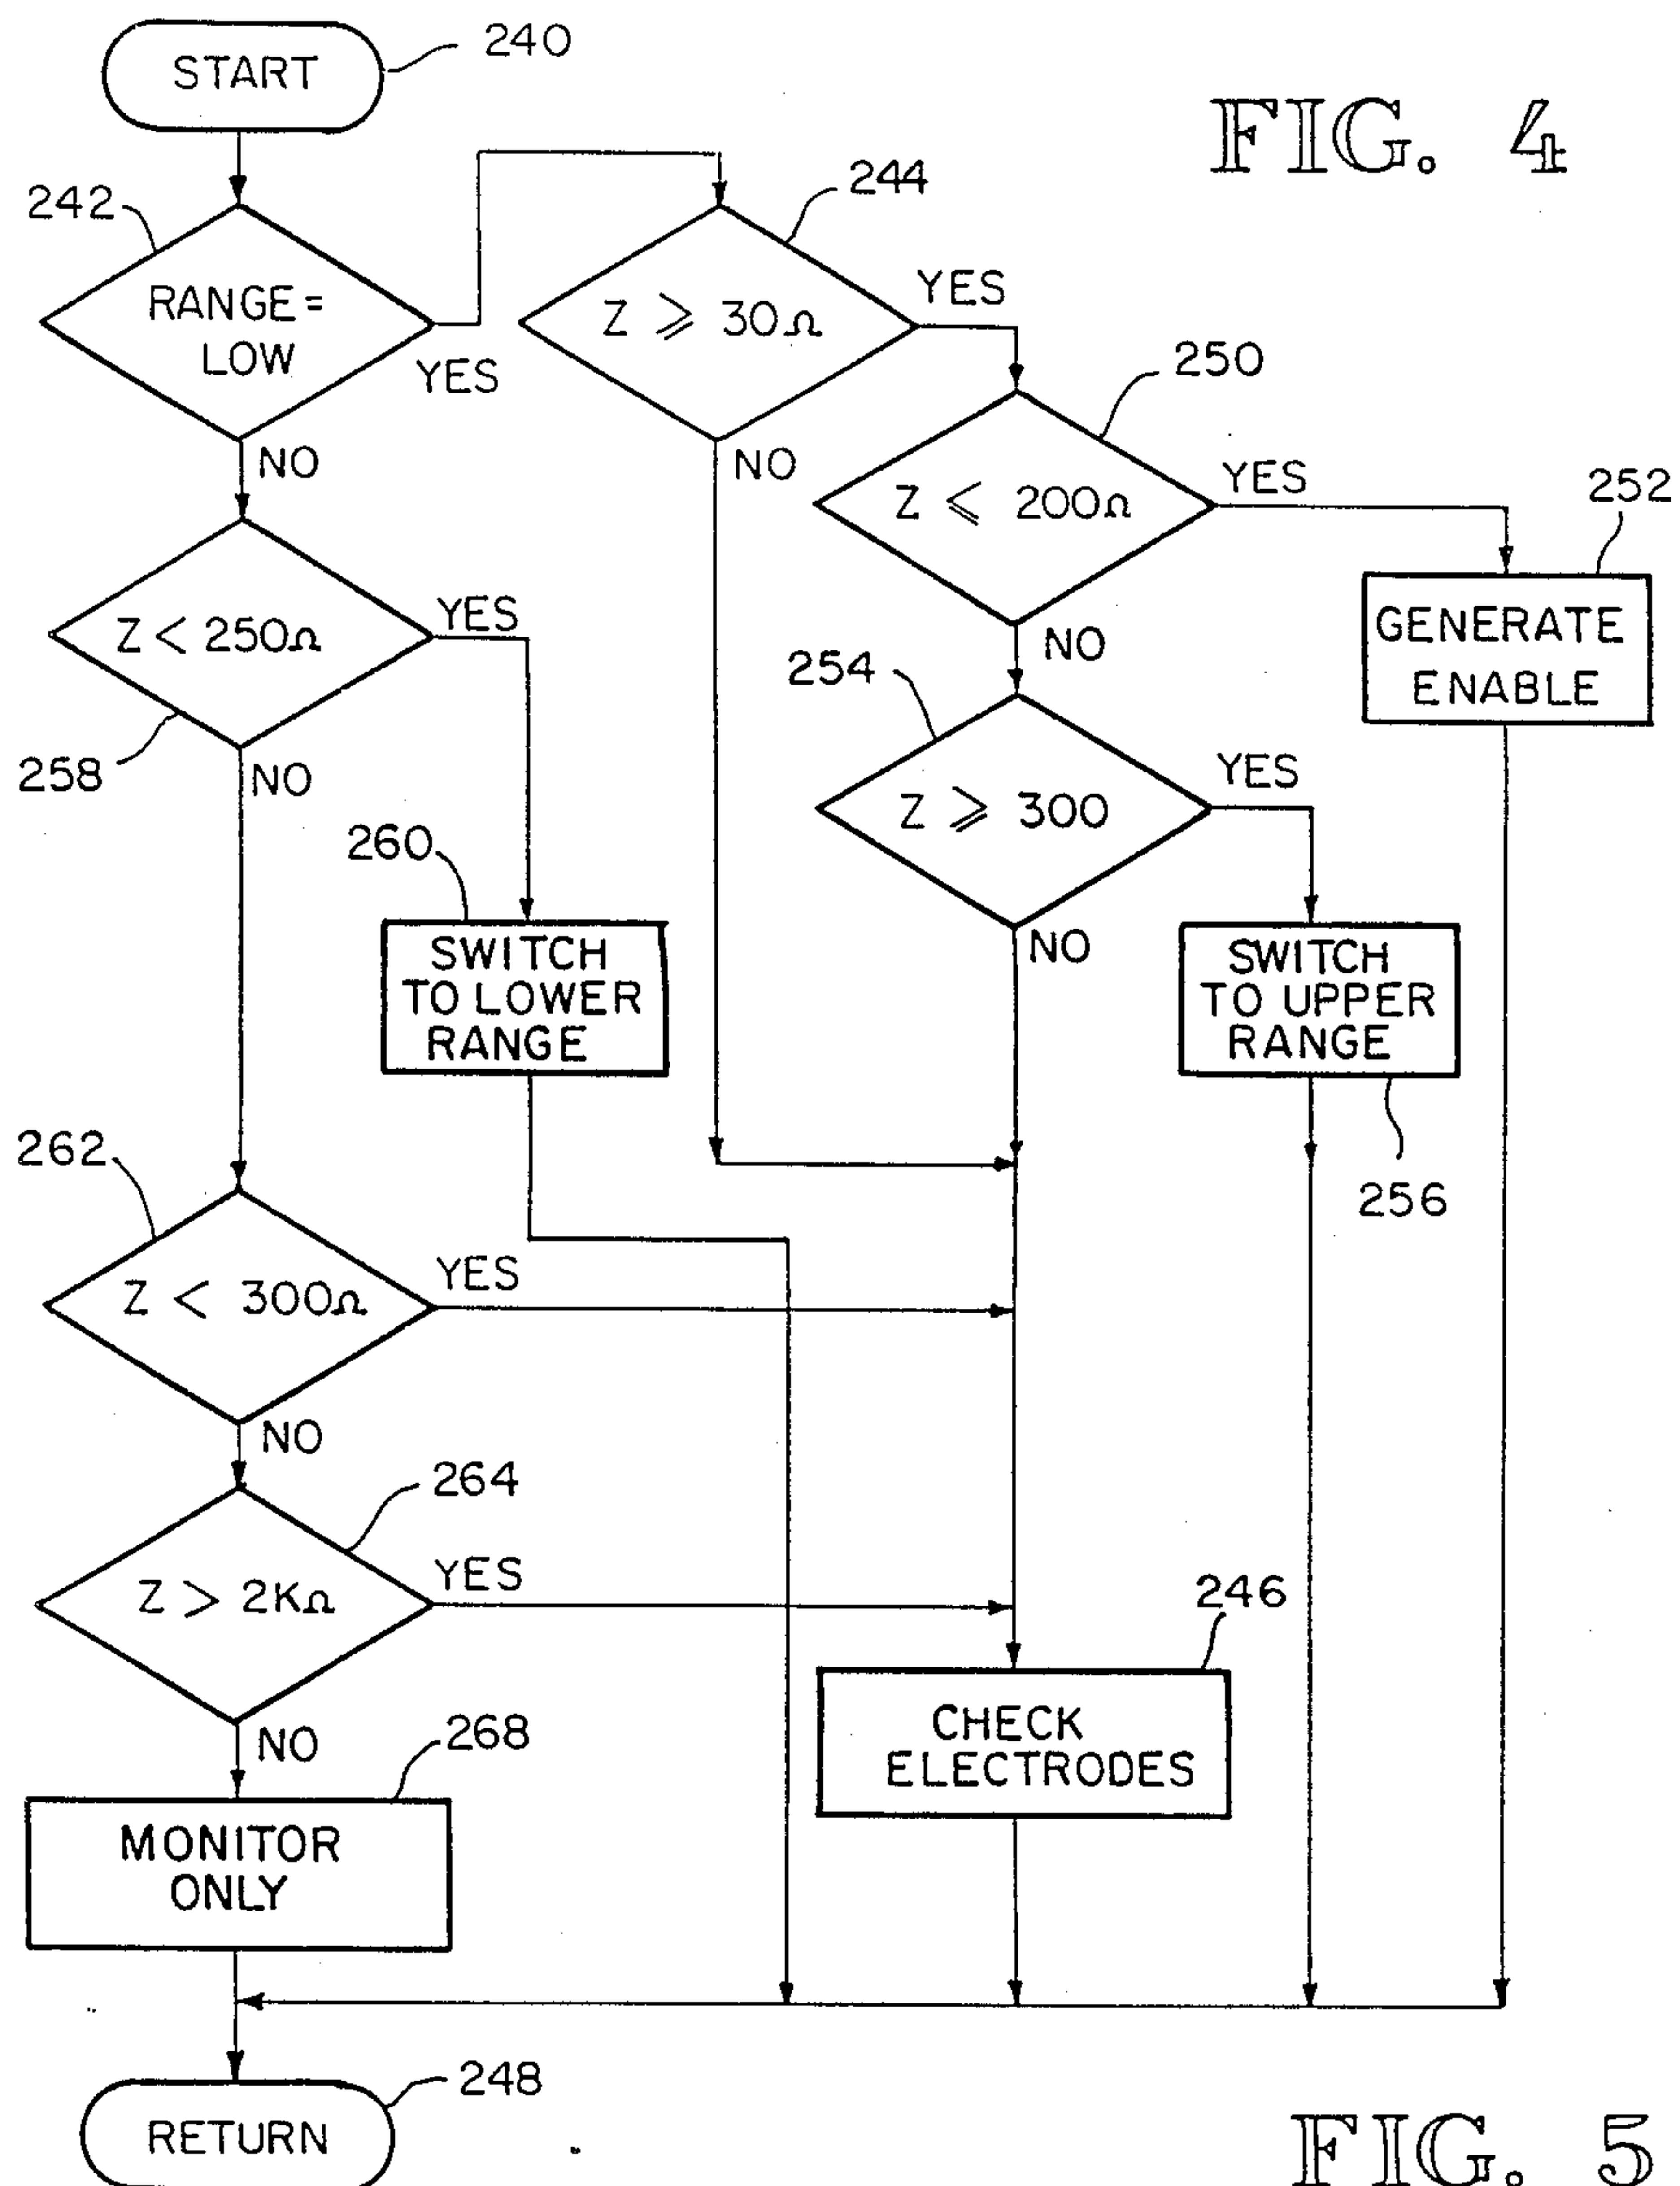 START
240
FIG. 4
242
RANGE =
LOW
YES
NO
244
Z ⩾ 30Ω
YES
NO
250
Z ⩽ 200Ω
YES
NO
252
GENERATE
ENABLE
Z < 250Ω
YES
258
NO
254
Z ⩾ 300
YES
NO
260
SWITCH
TO LOWER
RANGE
SWITCH
TO UPPER
RANGE
256
262
Z < 300Ω
YES
NO
264
Z > 2KΩ
YES
NO
246
CHECK
ELECTRODES
268
MONITOR
ONLY
248
RETURN
FIG. 5